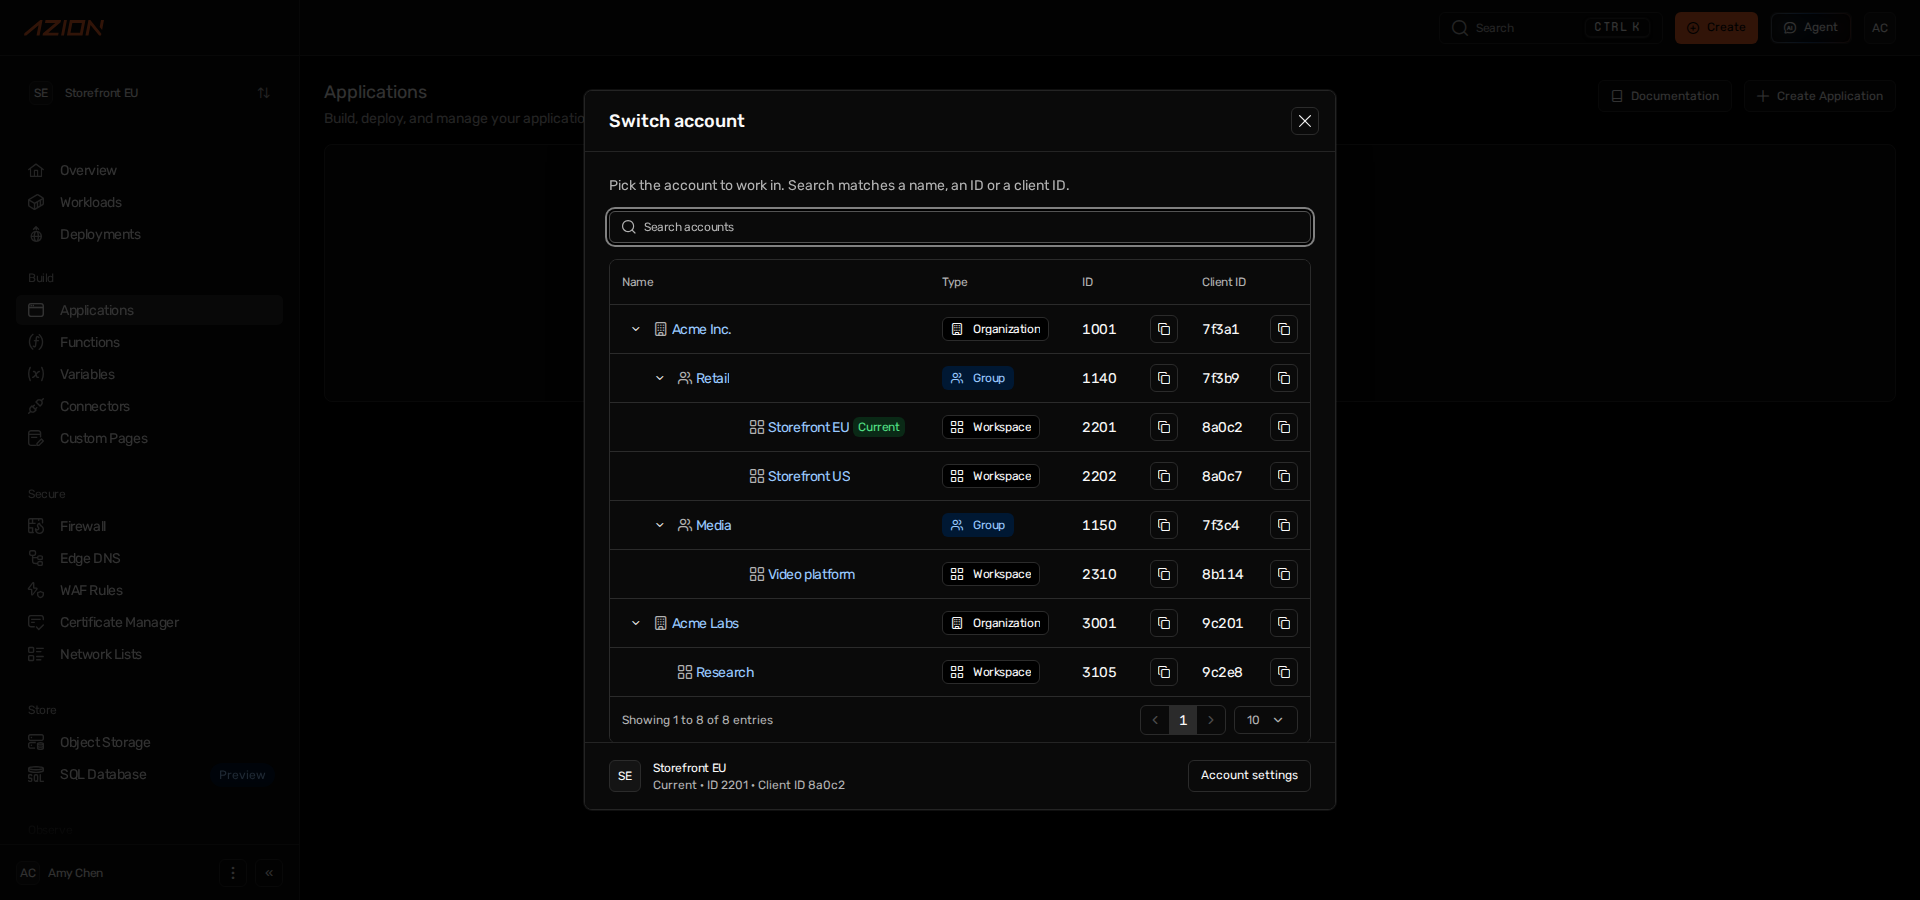 AZION
Search
CTRL K
Create
Agent
AC
SE
Storefront EU
Overview
Workloads
Deployments
Build
Applications
Functions
Variables
Connectors
Custom Pages
Secure
Firewall
Edge DNS
WAF Rules
Certificate Manager
Network Lists
Store
Object Storage
SQL Database
Preview
Observe
AC
Amy Chen
Applications
Build, deploy, and manage your applicatio
Documentation
Create Application
Switch account
Pick the account to work in. Search matches a name, an ID or a client ID.
Search accounts
Name Type ID Client ID
Acme Inc. Organization 1001 7f3a1
Retail Group 1140 7f3b9
Storefront EU Current Workspace 2201 8a0c2
Storefront US Workspace 2202 8a0c7
Media Group 1150 7f3c4
Video platform Workspace 2310 8b114
Acme Labs Organization 3001 9c201
Research Workspace 3105 9c2e8
Showing 1 to 8 of 8 entries
1
10
SE
Storefront EU
Current • ID 2201 • Client ID 8a0c2
Account settings